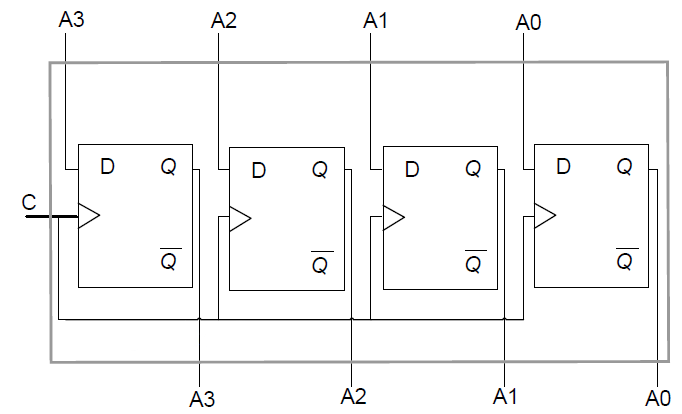 A3 A2 A1 A0
D Q D Q D Q D Q
C
Q Q Q Q
A3 A2 A1 A0